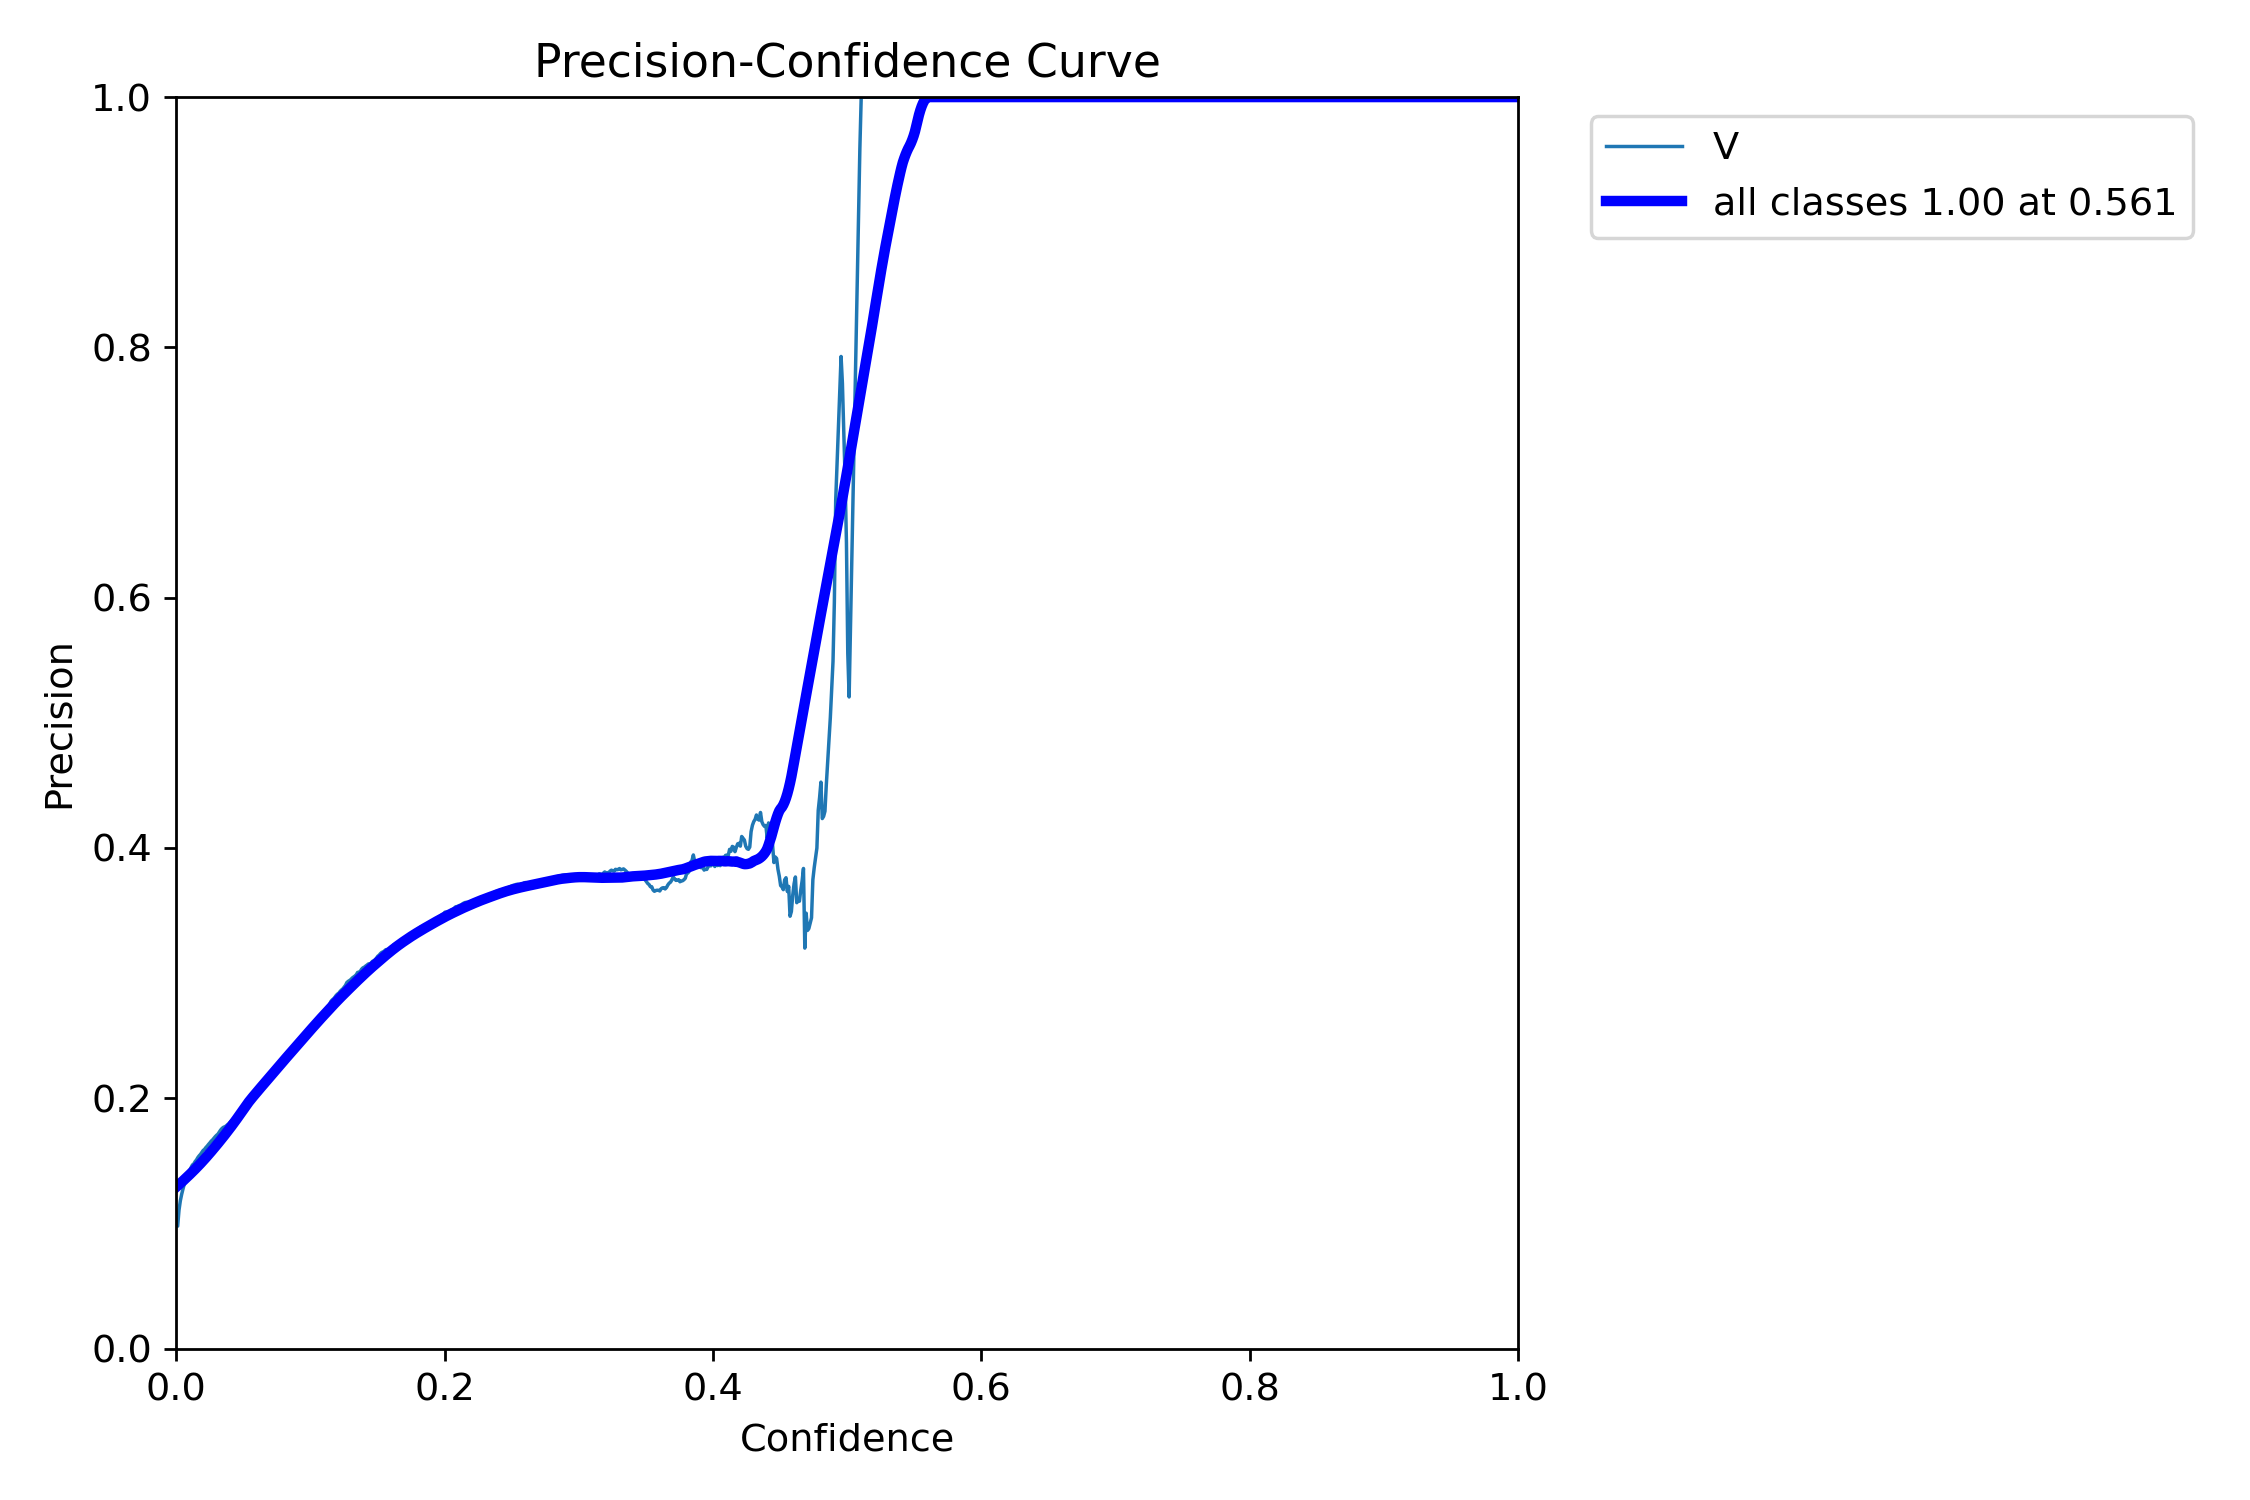 Precision-Confidence Curve
1.0
0.8
0.6
0.4
0.2
0.0
Precision
0.0 0.2 0.4 0.6 0.8 1.0
Confidence
V
all classes 1.00 at 0.561